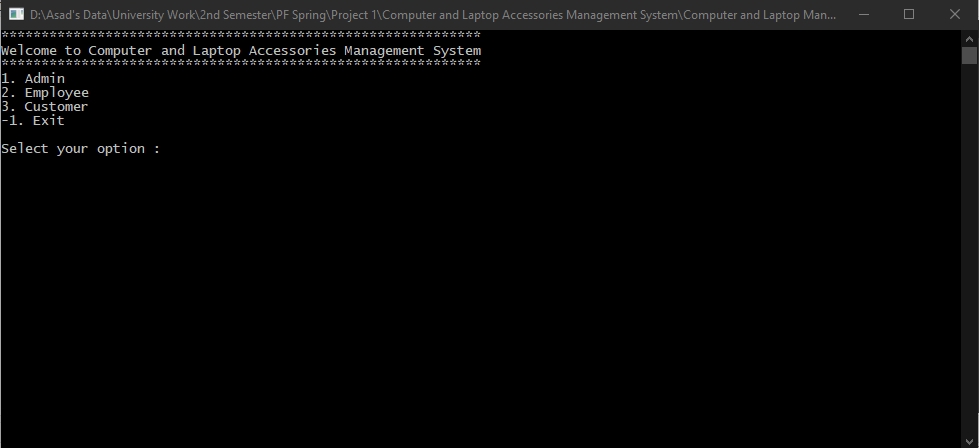 D:\Asad's Data\University Work\2nd Semester\PF Spring\Project 1\Computer and Laptop Accessories Management System\Computer and Laptop Man...
************************************************************
Welcome to Computer and Laptop Accessories Management System
************************************************************
1. Admin
2. Employee
3. Customer
-1. Exit
Select your option :